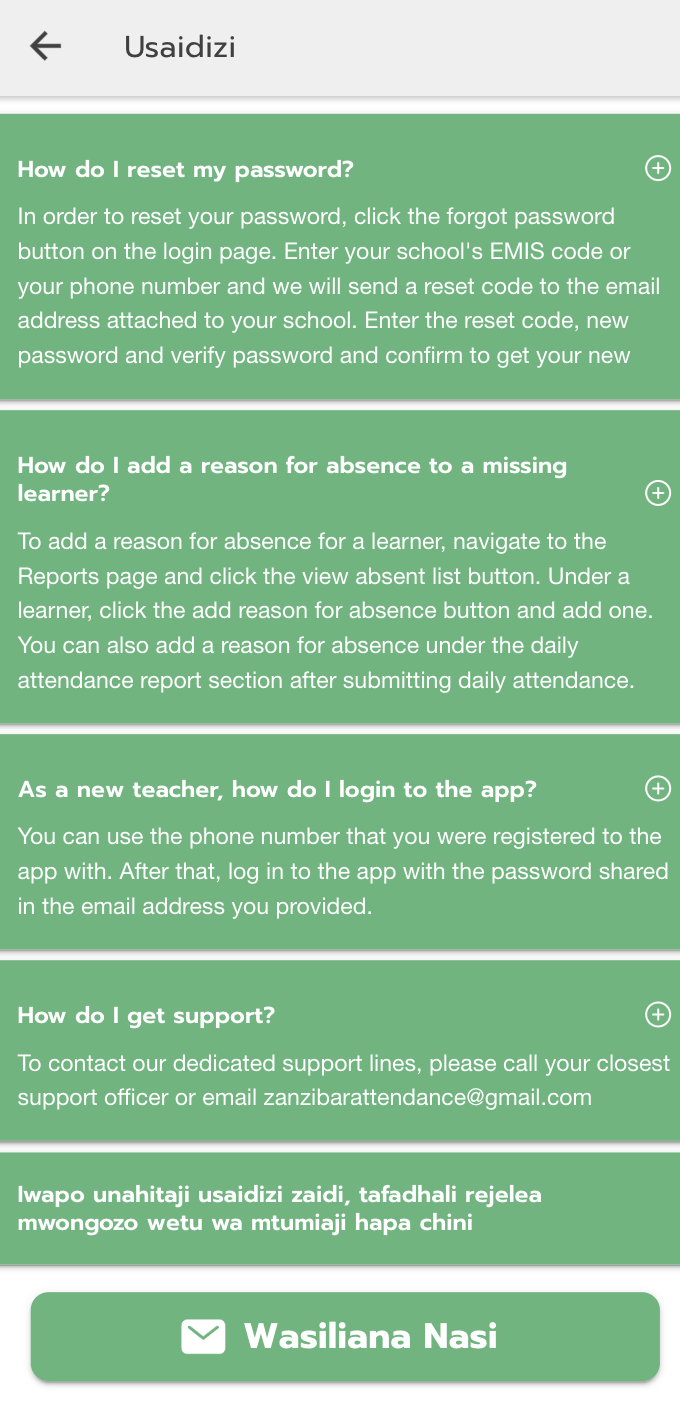 Usaidizi
How do I reset my password?
In order to reset your password, click the forgot password
button on the login page. Enter your school's EMIS code or
your phone number and we will send a reset code to the email
address attached to your school. Enter the reset code, new
password and verify password and confirm to get your new
How do I add a reason for absence to a missing
learner?
To add a reason for absence for a learner, navigate to the
Reports page and click the view absent list button. Under a
learner, click the add reason for absence button and add one.
You can also add a reason for absence under the daily
attendance report section after submitting daily attendance.
As a new teacher, how do I login to the app?
You can use the phone number that you were registered to the
app with. After that, log in to the app with the password shared
in the email address you provided.
How do I get support?
To contact our dedicated support lines, please call your closest
support officer or email zanzibarattendance@gmail.com
Iwapo unahitaji usaidizi zaidi, tafadhali rejelea
mwongozo wetu wa mtumiaji hapa chini
Wasiliana Nasi